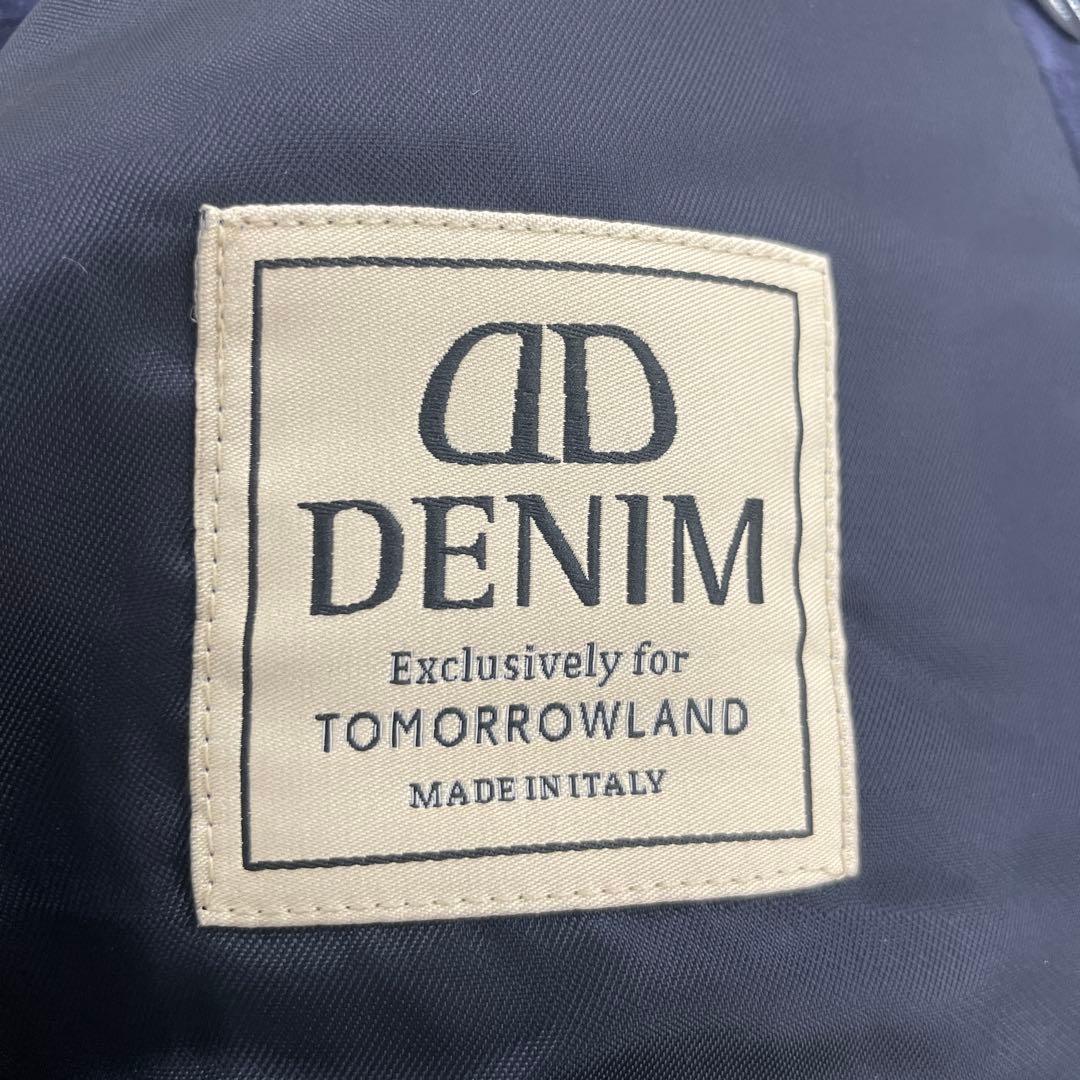 DD
DENIM
Exclusively for
TOMORROWLAND
MADE IN ITALY